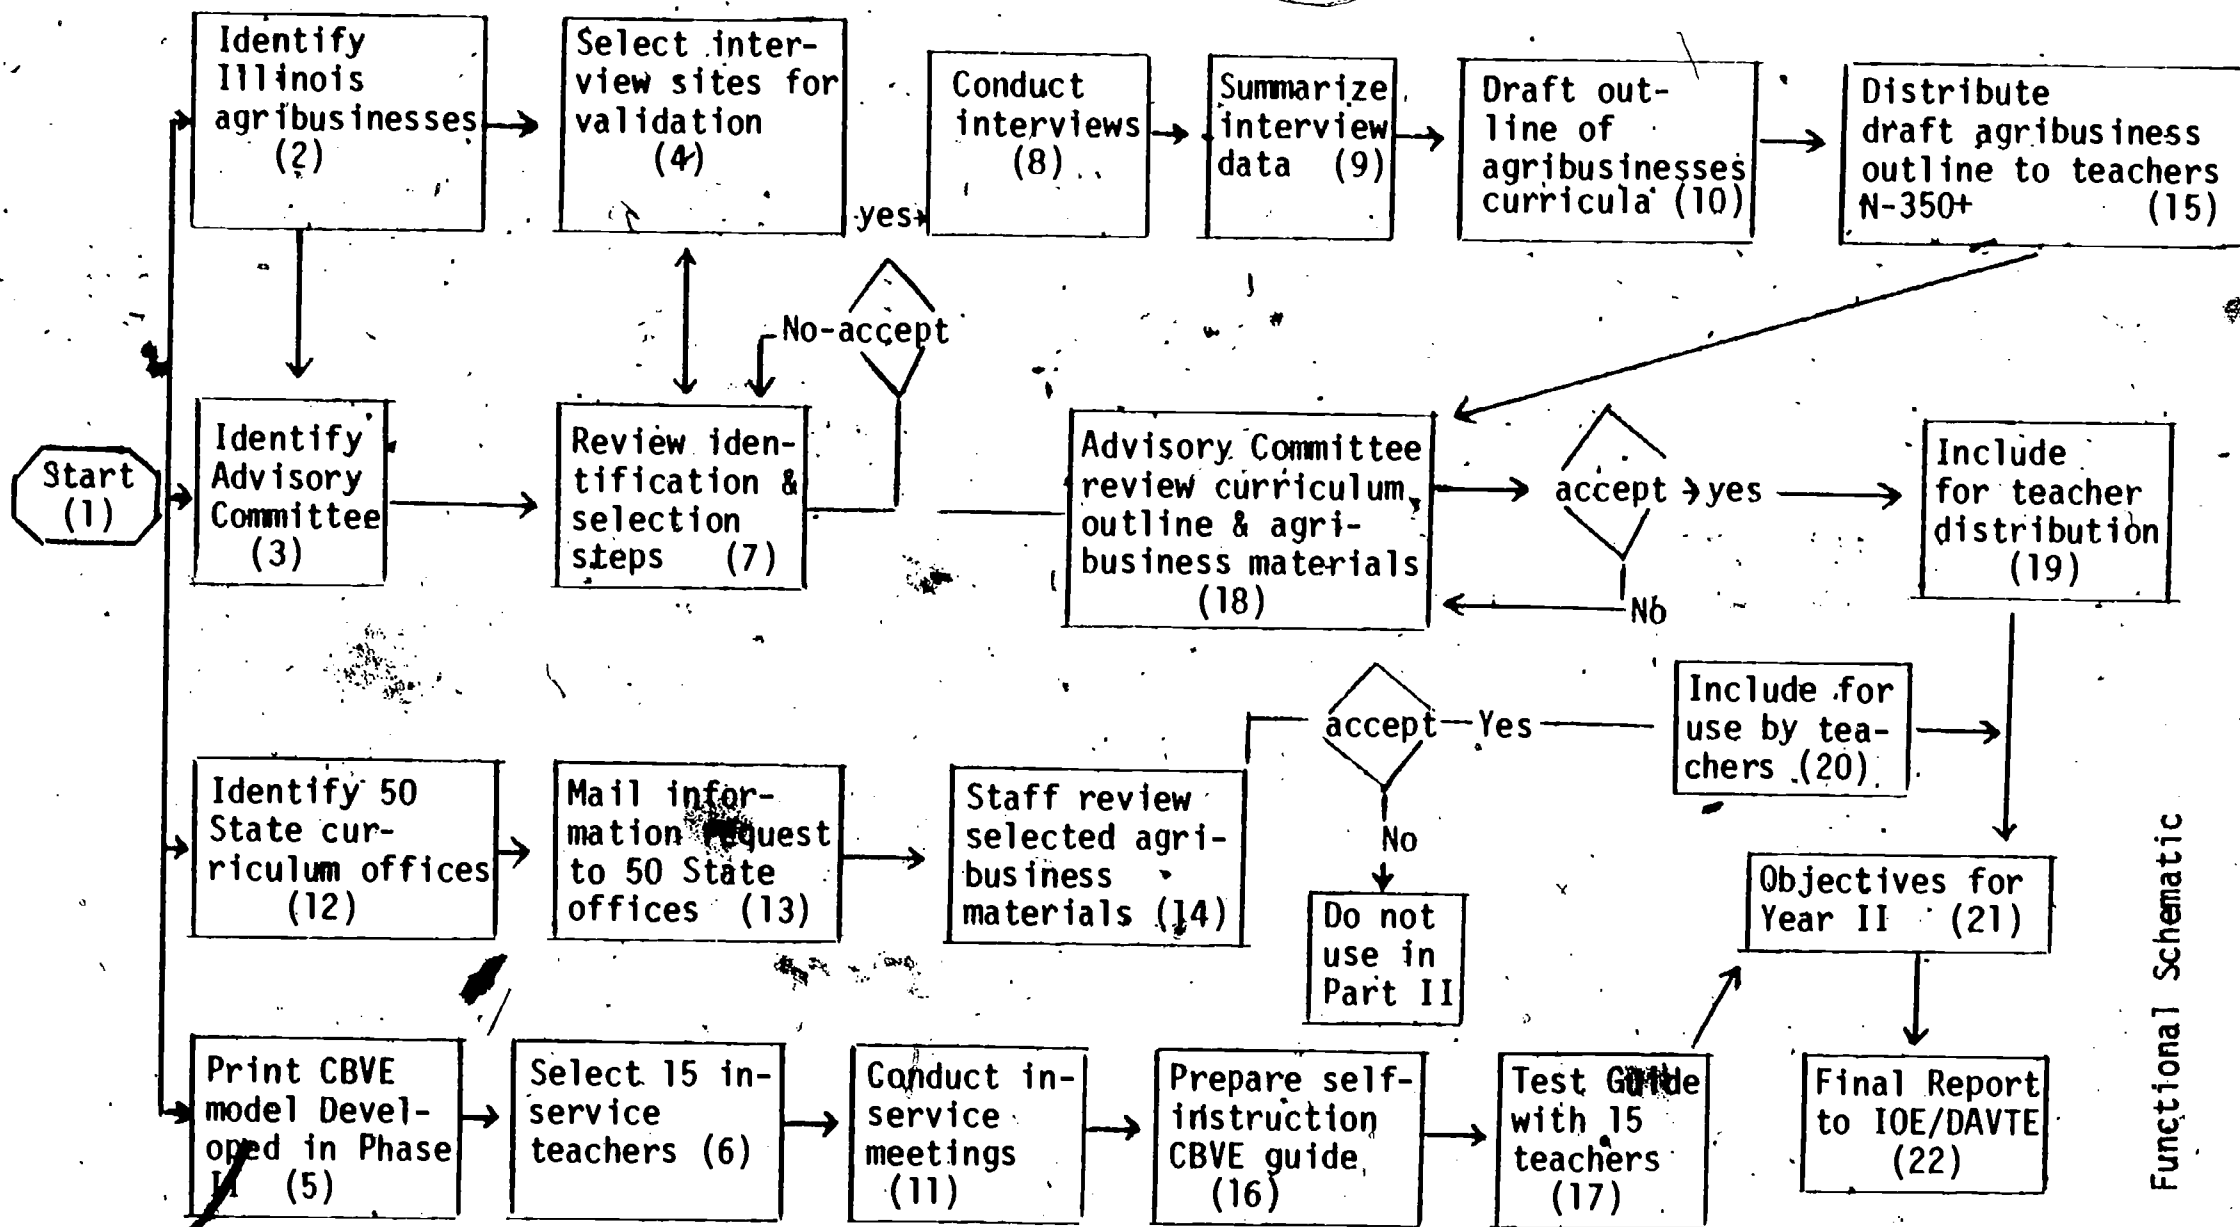 Identify
Illinois
agribusinesses
(2)
Select inter-
view sites for
validation
(4)
yes
Conduct
interviews
(8)
Summarize
interview
data (9)
Draft out-
line of
agribusinesses
curricula (10)
Distribute
draft agribusiness
outline to teachers
N-350+ (15)
No-accept
Start
(1)
Identify
Advisory
Committee
(3)
Review iden-
tification &
selection
steps (7)
Advisory Committee
review curriculum
outline & agri-
business materials
(18)
accept yes
No
Include
for teacher
distribution
(19)
Identify 50
State cur-
riculum offices
(12)
Mail infor-
mation request
to 50 State
offices (13)
Staff review
selected agri-
business
materials (14)
accept Yes
No
Do not
use in
Part II
Include for
use by tea-
chers (20)
Objectives for
Year II (21)
Print CBVE
model Devel-
oped in Phase
II (5)
Select 15 in-
service
teachers (6)
Conduct in-
service
meetings
(11)
Prepare self-
instruction
CBVE guide
(16)
Test Guide
with 15
teachers
(17)
Final Report
to IOE/DAVTE
(22)
Functional Schematic